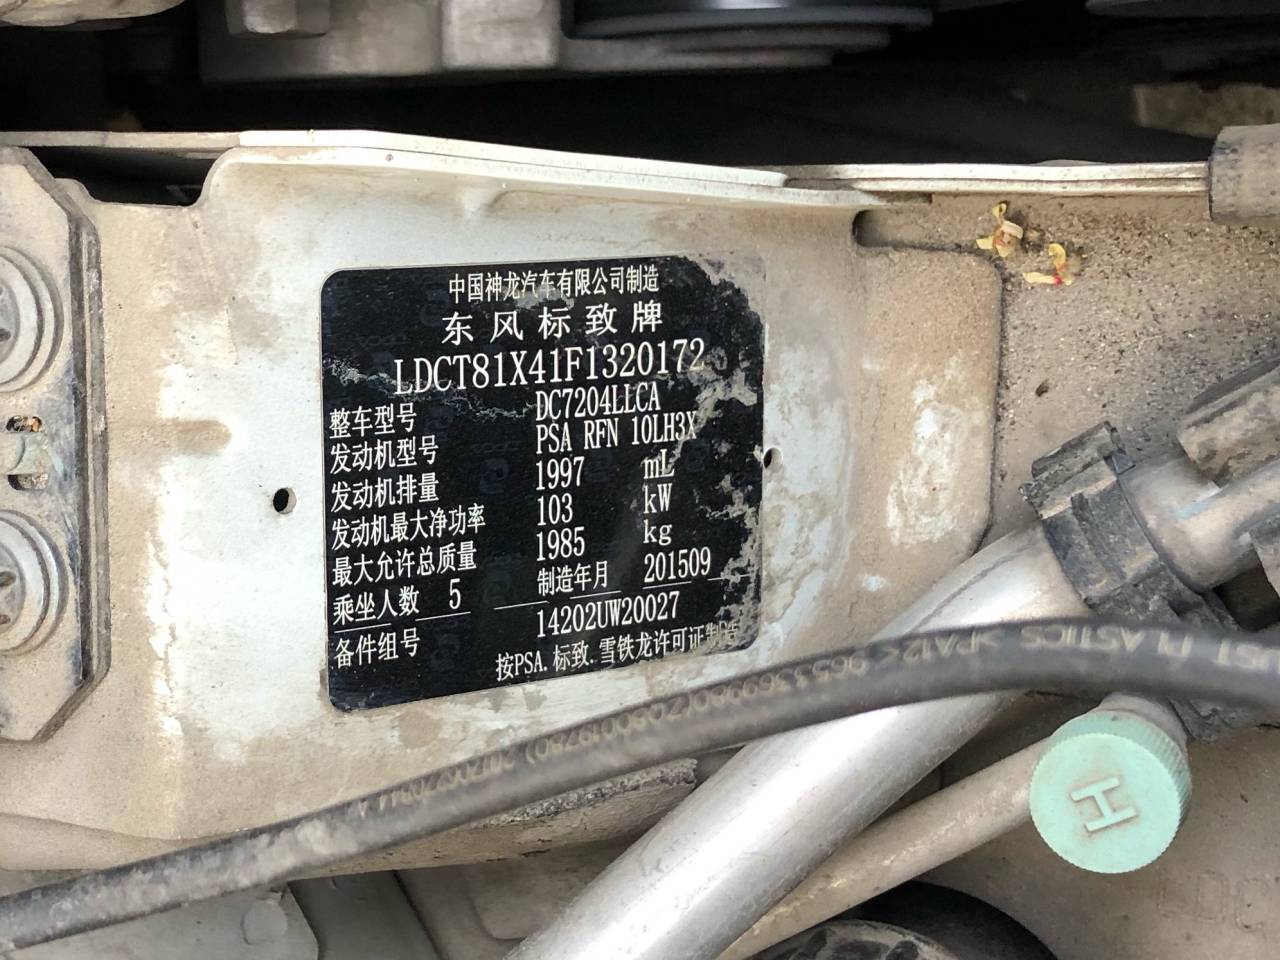 中国神龙汽车有限公司制造
东风标致牌
LDCT81X41F1320172
整车型号 DC7204LLCA
发动机型号 PSA RFN 10LH3X
发动机排量 1997 mL
发动机最大净功率 103 kW
最大允许总质量 1985 kg
乘坐人数 5 制造年月 201509
备件组号 14202UW20027
按PSA.标致.雪铁龙许可证制造
PLASTICS >PA12<
H